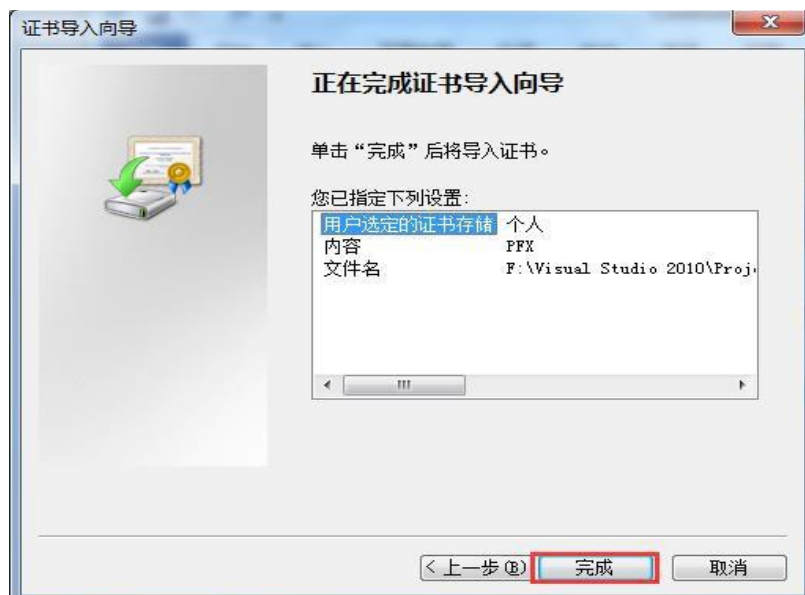 证书导入向导
正在完成证书导入向导
单击“完成”后将导入证书。
您已指定下列设置:
用户选定的证书存储 个人
内容 PFX
文件名 F:\Visual Studio 2010\Proj
< 上一步(B) 完成 取消